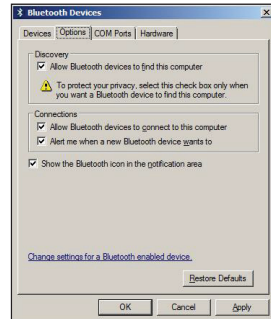 Bluetooth Devices
Devices Options COM Ports Hardware
Discovery
Allow Bluetooth devices to find this computer
To protect your privacy, select this check box only when
you want a Bluetooth device to find this computer.
Connections
Allow Bluetooth devices to connect to this computer
Alert me when a new Bluetooth device wants to
Show the Bluetooth icon in the notification area
Change settings for a Bluetooth enabled device.
Restore Defaults
OK Cancel Apply